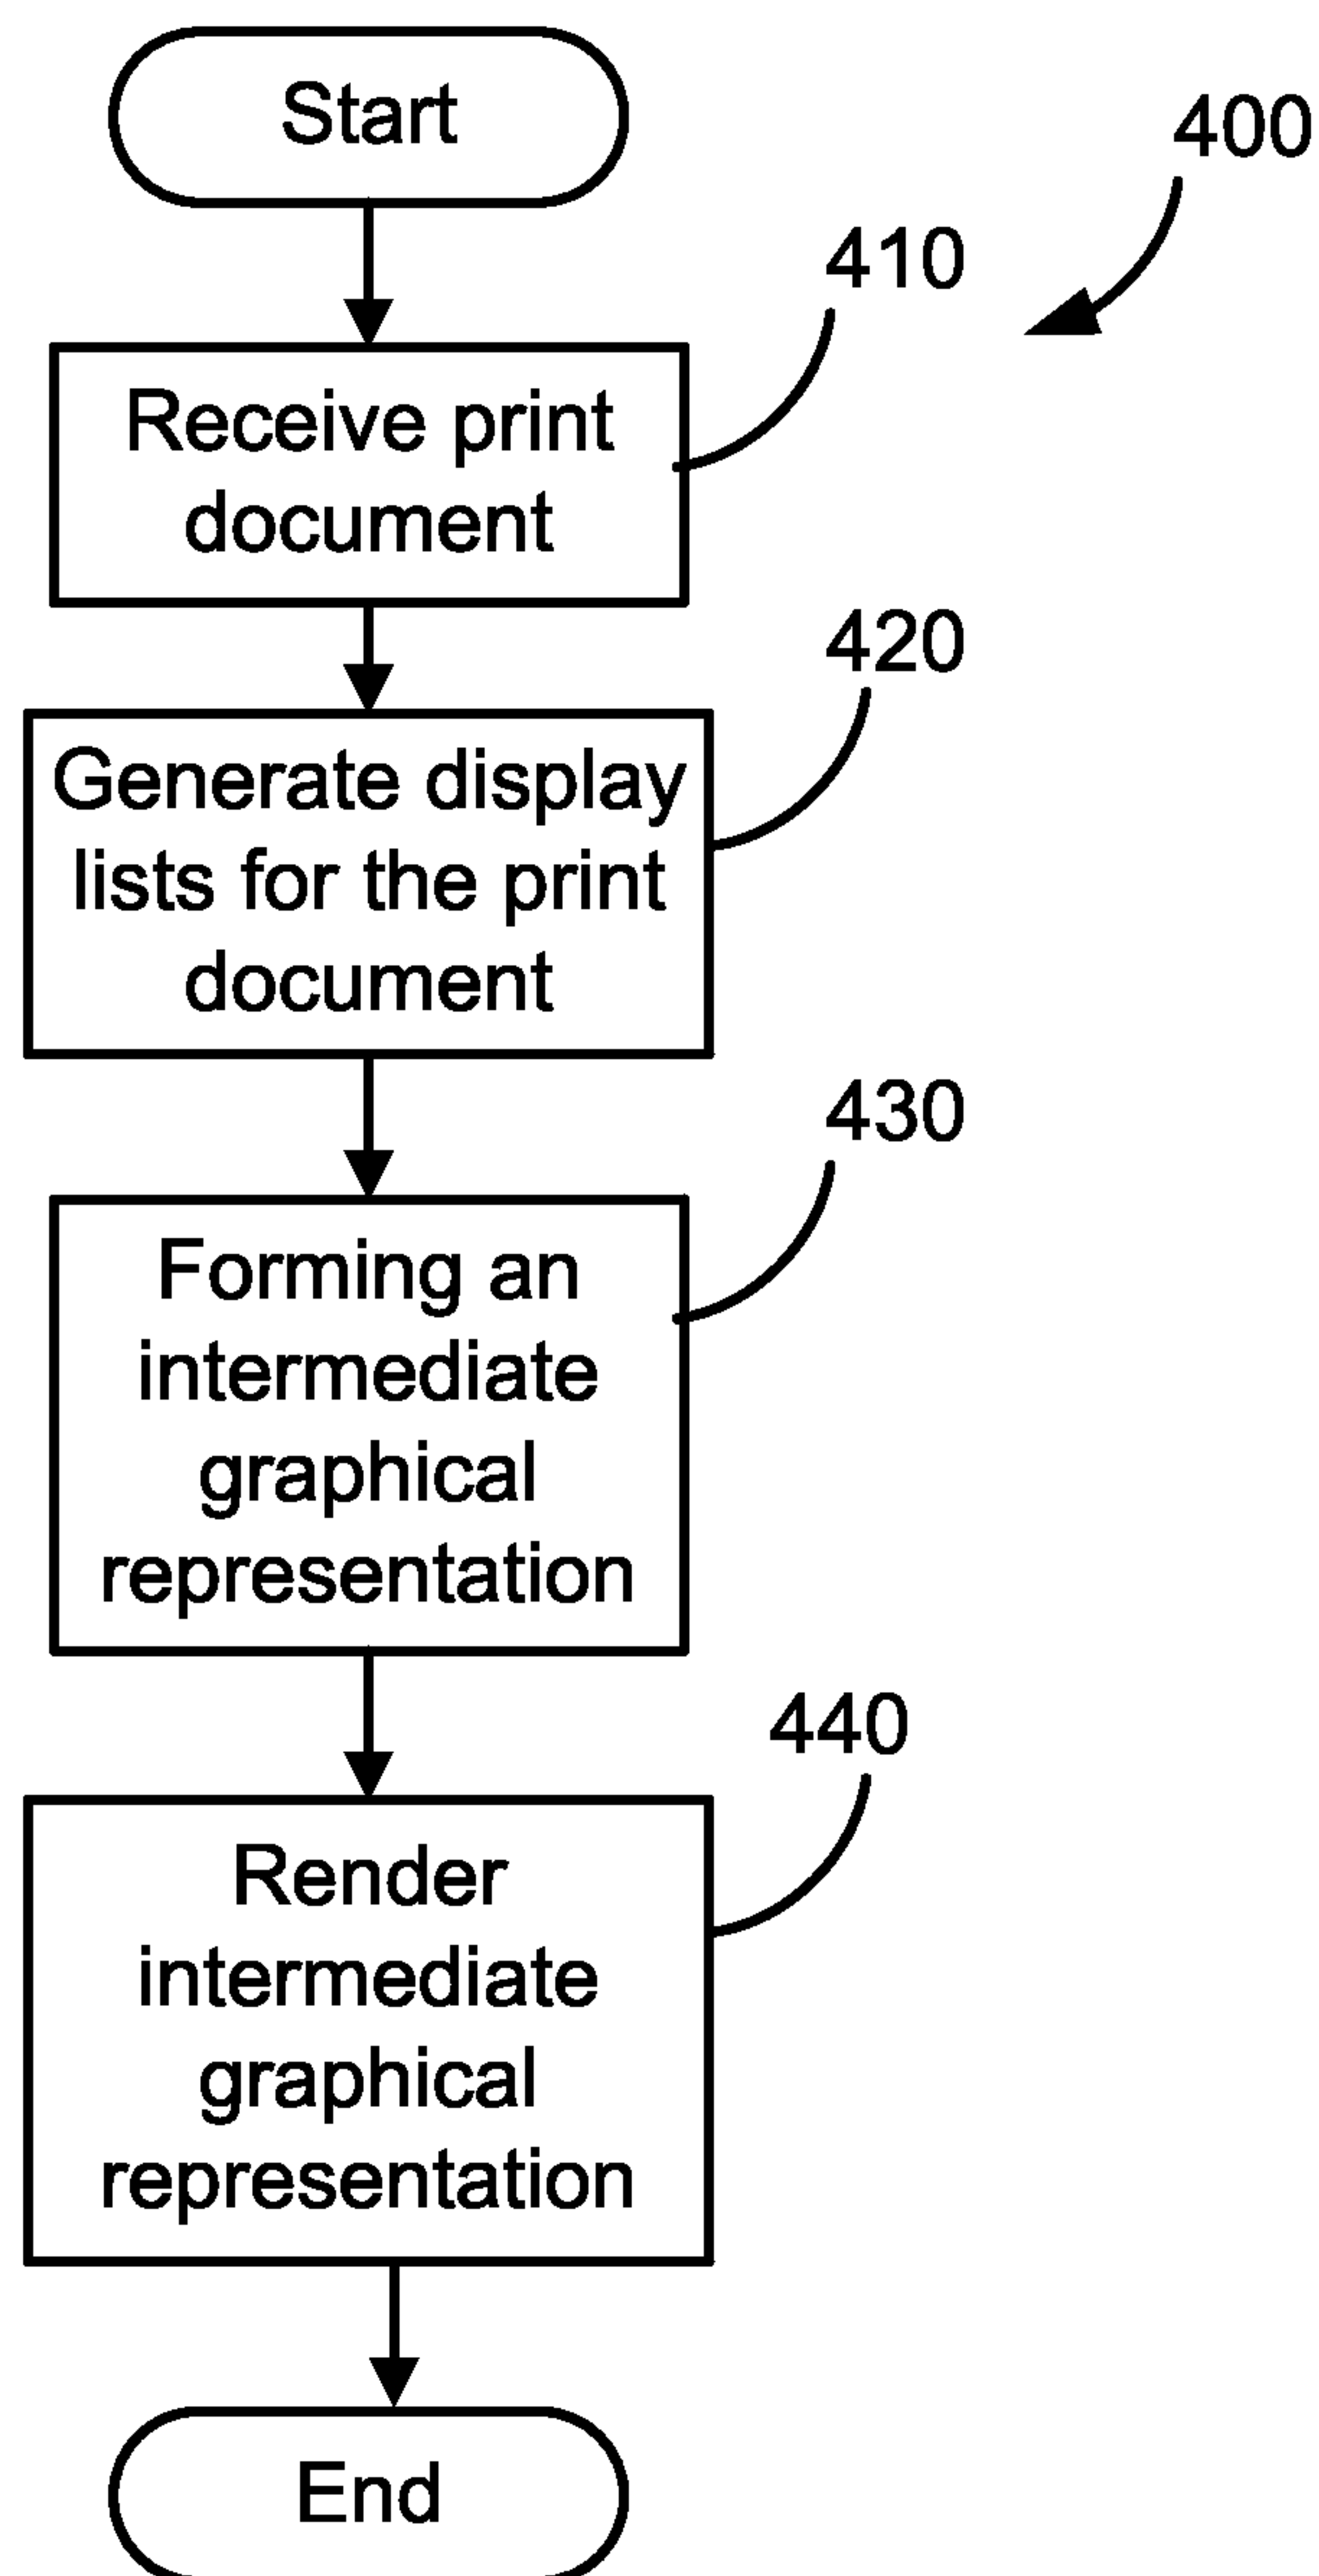 Start
400
410
Receive print
document
420
Generate display
lists for the print
document
430
Forming an
intermediate
graphical
representation
440
Render
intermediate
graphical
representation
End